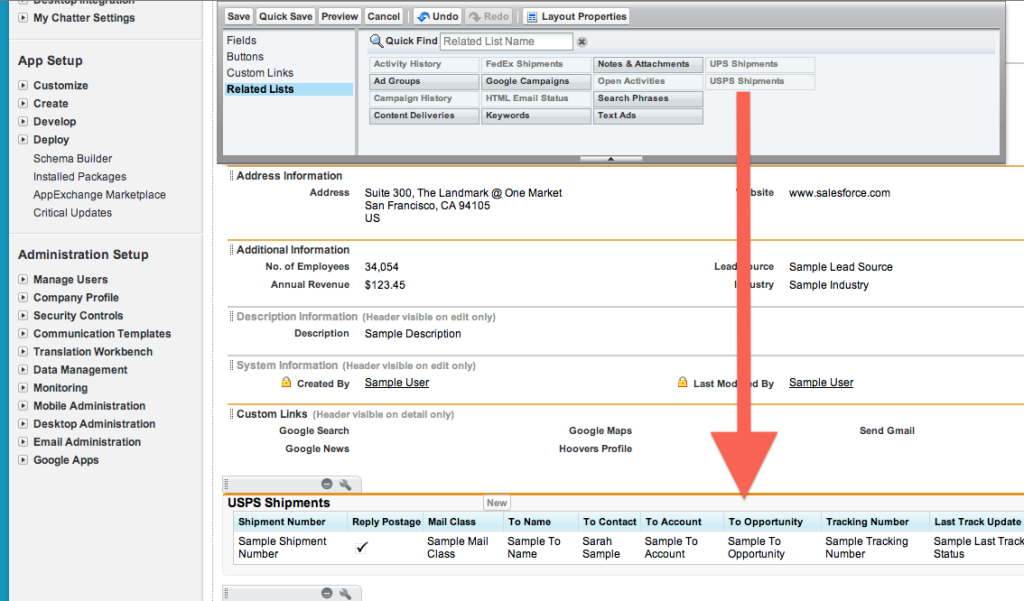 Desktop Integration
My Chatter Settings
App Setup
Customize
Create
Develop
Deploy
Schema Builder
Installed Packages
AppExchange Marketplace
Critical Updates
Administration Setup
Manage Users
Company Profile
Security Controls
Communication Templates
Translation Workbench
Data Management
Monitoring
Mobile Administration
Desktop Administration
Email Administration
Google Apps
Save Quick Save Preview Cancel Undo Redo Layout Properties
Fields
Buttons
Custom Links
Related Lists
Quick Find Related List Name
Activity History FedEx Shipments Notes & Attachments UPS Shipments
Ad Groups Google Campaigns Open Activities USPS Shipments
Campaign History HTML Email Status Search Phrases
Content Deliveries Keywords Text Ads
Address Information
Address Suite 300, The Landmark @ One Market www.salesforce.com
San Francisco, CA 94105
US
Additional Information
No. of Employees 34,054 Sample Lead Source
Annual Revenue $123.45 Sample Industry
Description Information (Header visible on edit only)
Description Sample Description
System Information (Header visible on edit only)
Created By Sample User Last By Sample User
Custom Links (Header visible on detail only)
Google Search Google Maps Send Gmail
Google News Hoovers Profile
USPS Shipments New
Shipment Number Reply Postage Mail Class To Name To Contact To Account To Opportunity Tracking Number Last Track Update
Sample Shipment Sample Mail Sample To Sarah Sample To Sample To Sample Tracking Sample Last Track
Number Class Name Sample Account Opportunity Number Status